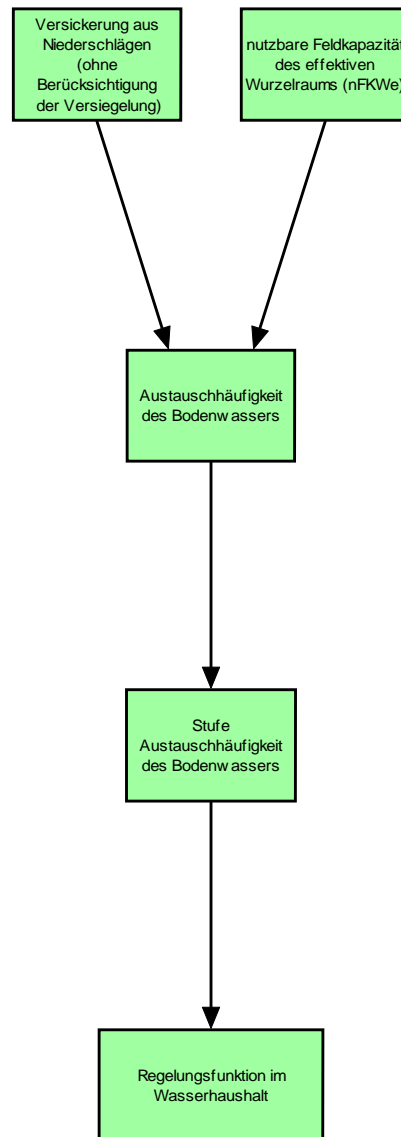 Versickerung aus
Niederschlägen
(ohne
Berücksichtigung
der Versiegelung)
nutzbare Feldkapazität
des effektiven
Wurzelraums (nFKWe)
Austauschhäufigkeit
des Bodenwassers
Stufe
Austauschhäufigkeit
des Bodenwassers
Regelungsfunktion im
Wasserhaushalt